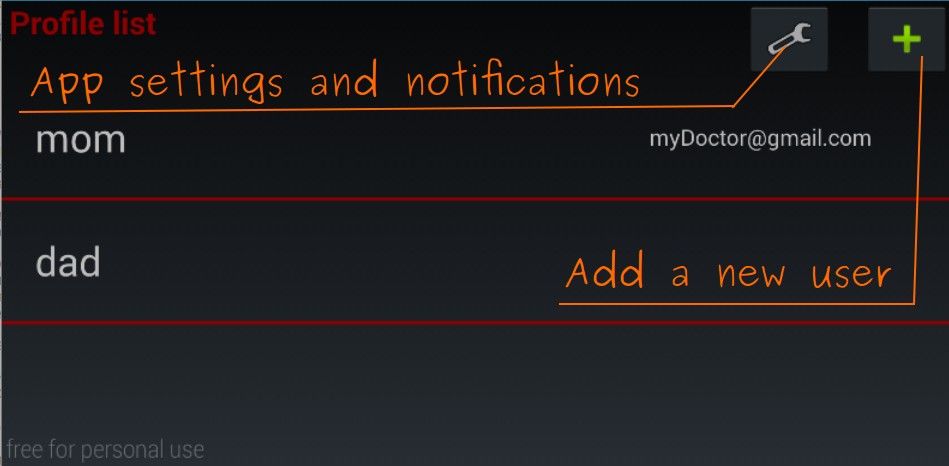 Profile list
App settings and notifications
mom
myDoctor@gmail.com
dad
Add a new user
free for personal use